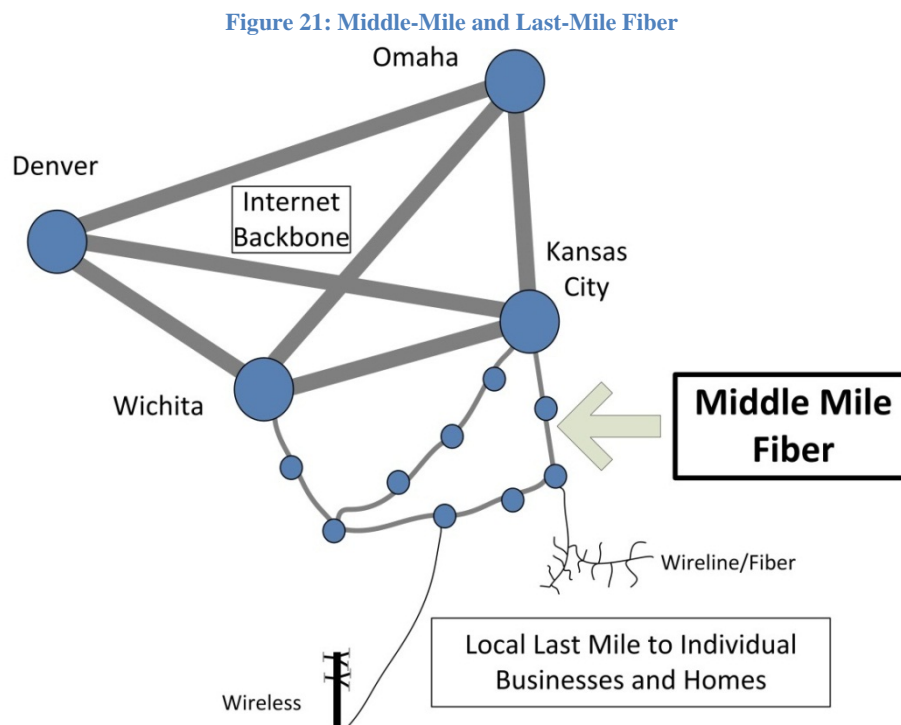 Figure 21: Middle-Mile and Last-Mile Fiber
Omaha
Denver
Internet
Backbone
Kansas
City
Wichita
Middle Mile
Fiber
Wireline/Fiber
Local Last Mile to Individual
Businesses and Homes
Wireless